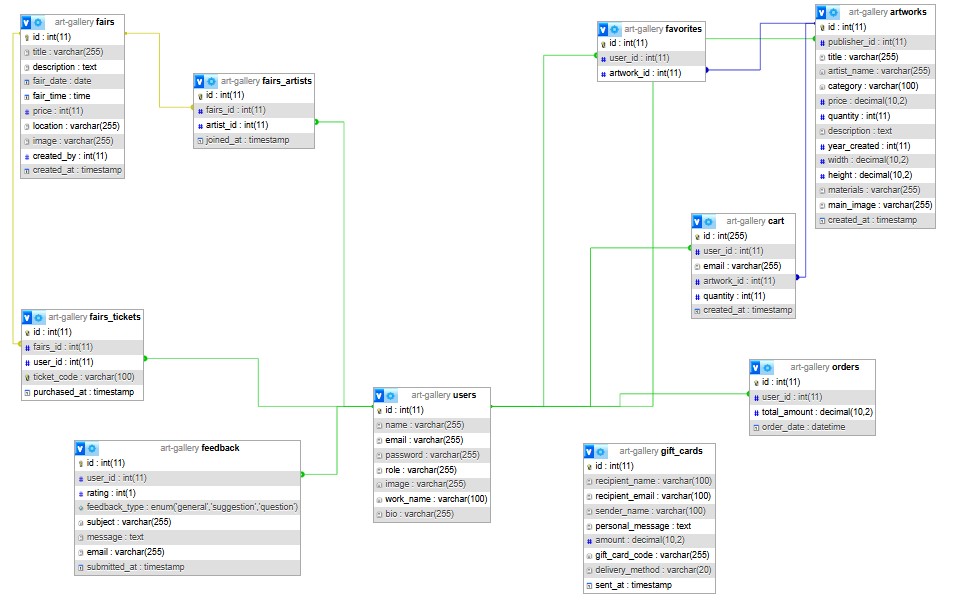 art-gallery fairs
id : int(11)
title : varchar(255)
description : text
fair_date : date
fair_time : time
price : int(11)
location : varchar(255)
image : varchar(255)
created_by : int(11)
created_at : timestamp
art-gallery fairs_artists
id : int(11)
fairs_id : int(11)
artist_id : int(11)
joined_at : timestamp
art-gallery favorites
id : int(11)
user_id : int(11)
artwork_id : int(11)
art-gallery artworks
id : int(11)
publisher_id : int(11)
title : varchar(255)
artist_name : varchar(255)
category : varchar(100)
price : decimal(10,2)
quantity : int(11)
description : text
year_created : int(11)
width : decimal(10,2)
height : decimal(10,2)
materials : varchar(255)
main_image : varchar(255)
created_at : timestamp
art-gallery cart
id : int(255)
user_id : int(11)
email : varchar(255)
artwork_id : int(11)
quantity : int(11)
created_at : timestamp
art-gallery fairs_tickets
id : int(11)
fairs_id : int(11)
user_id : int(11)
ticket_code : varchar(100)
purchased_at : timestamp
art-gallery users
id : int(11)
name : varchar(255)
email : varchar(255)
password : varchar(255)
role : varchar(255)
image : varchar(255)
work_name : varchar(100)
bio : varchar(255)
art-gallery orders
id : int(11)
user_id : int(11)
total_amount : decimal(10,2)
order_date : datetime
art-gallery feedback
id : int(11)
user_id : int(11)
rating : int(1)
feedback_type : enum('general','suggestion','question')
subject : varchar(255)
message : text
email : varchar(255)
submitted_at : timestamp
art-gallery gift_cards
id : int(11)
recipient_name : varchar(100)
recipient_email : varchar(100)
sender_name : varchar(100)
personal_message : text
amount : decimal(10,2)
gift_card_code : varchar(255)
delivery_method : varchar(20)
sent_at : timestamp